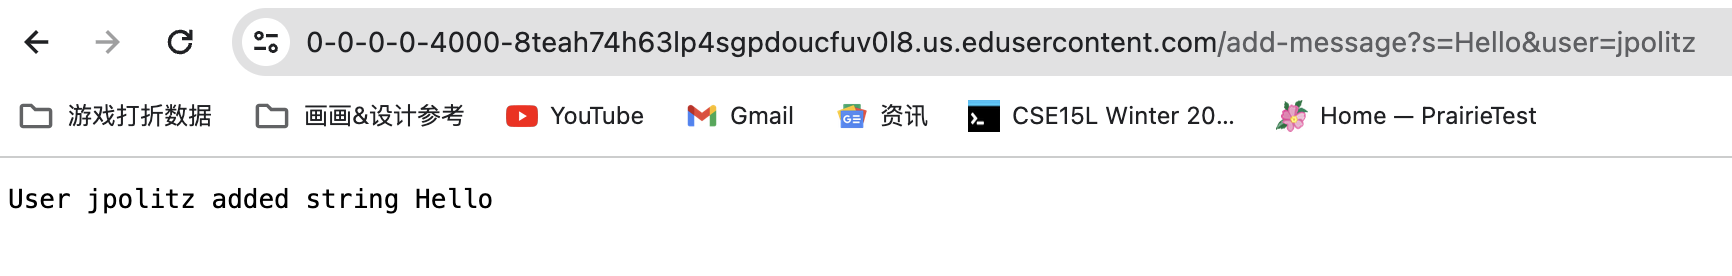 0-0-0-0-4000-8teah74h63lp4sgpdoucfuv0l8.us.edusercontent.com/add-message?s=Hello&user=jpolitz
游戏打折数据 画画&设计参考 YouTube Gmail 资讯 CSE15L Winter 20... Home — PrairieTest
User jpolitz added string Hello